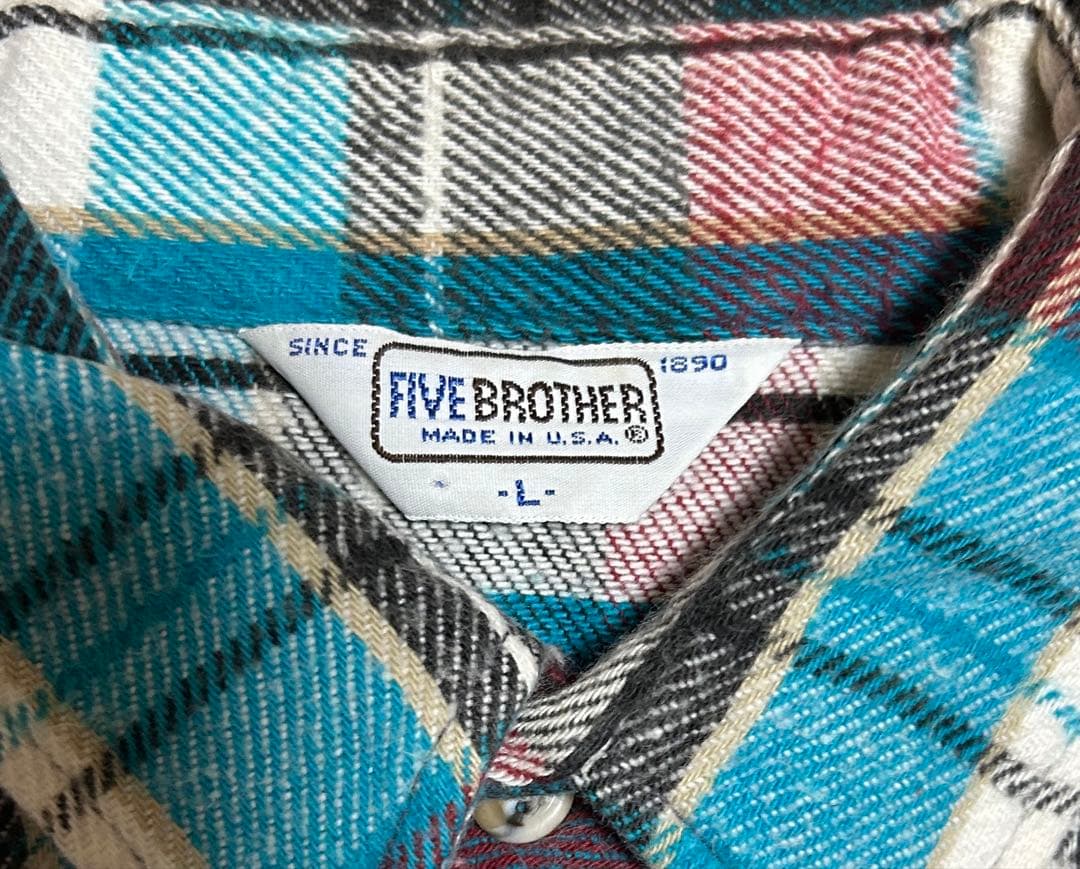 SINCE 1890
FIVE BROTHER
MADE IN U.S.A. ®
-L-